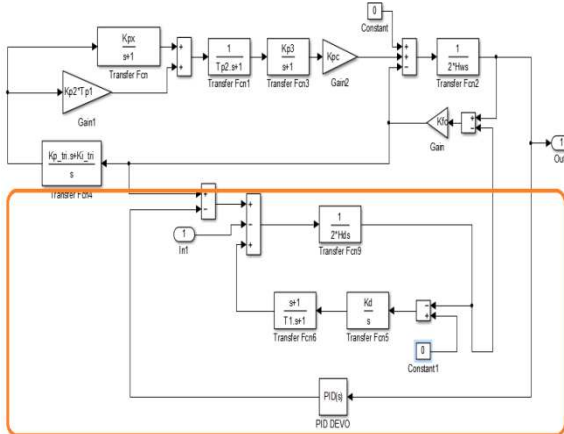 0
Constant
Kpx
s+1
Transfer Fcn
1
Tp2.s+1
Transfer Fcn1
Kp3
s+1
Transfer Fcn3
Kpc
Gain2
1
2*Hws
Transfer Fcn2
Kp2*Tp1
Gain1
Kfc
Gain
1
Out
Kp_tri.s+Ki_tri
s
Transfer Fcn4
1
In1
1
2*Hds
Transfer Fcn9
s+1
T1.s+1
Transfer Fcn6
Kd
s
Transfer Fcn5
0
Constant1
PID(s)
PID DEVO